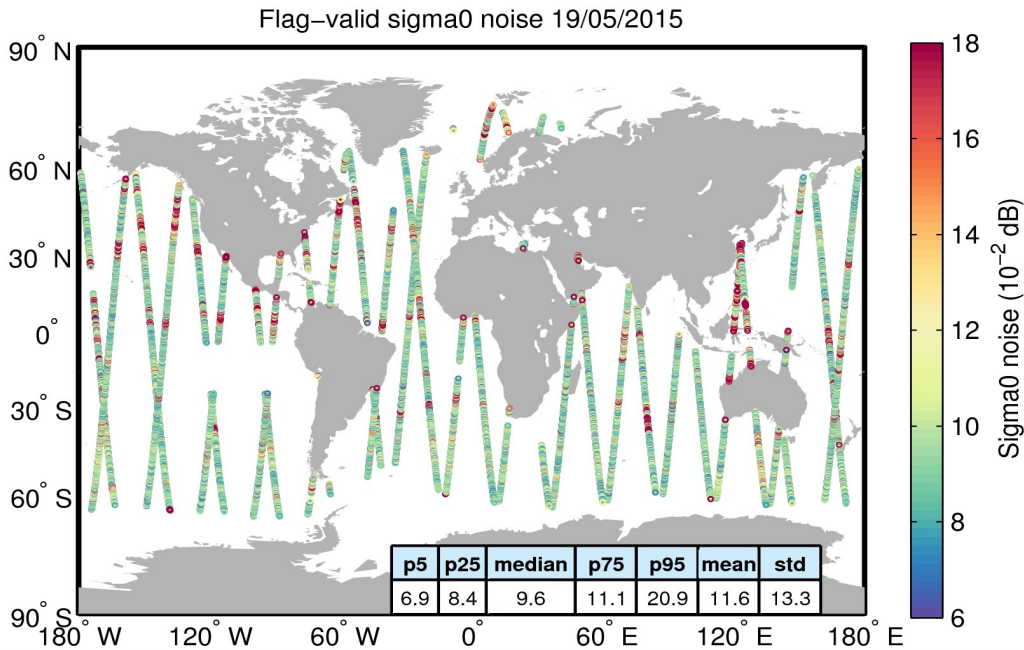 Flag−valid sigma0 noise 19/05/2015
90° N
60° N
30° N
0°
30° S
60° S
90° S
180° W
120° W
60° W
0°
60° E
120° E
180° E
18
16
14
12
10
8
6
Sigma0 noise (10⁻² dB)
p5 p25 median p75 p95 mean std
6.9 8.4 9.6 11.1 20.9 11.6 13.3